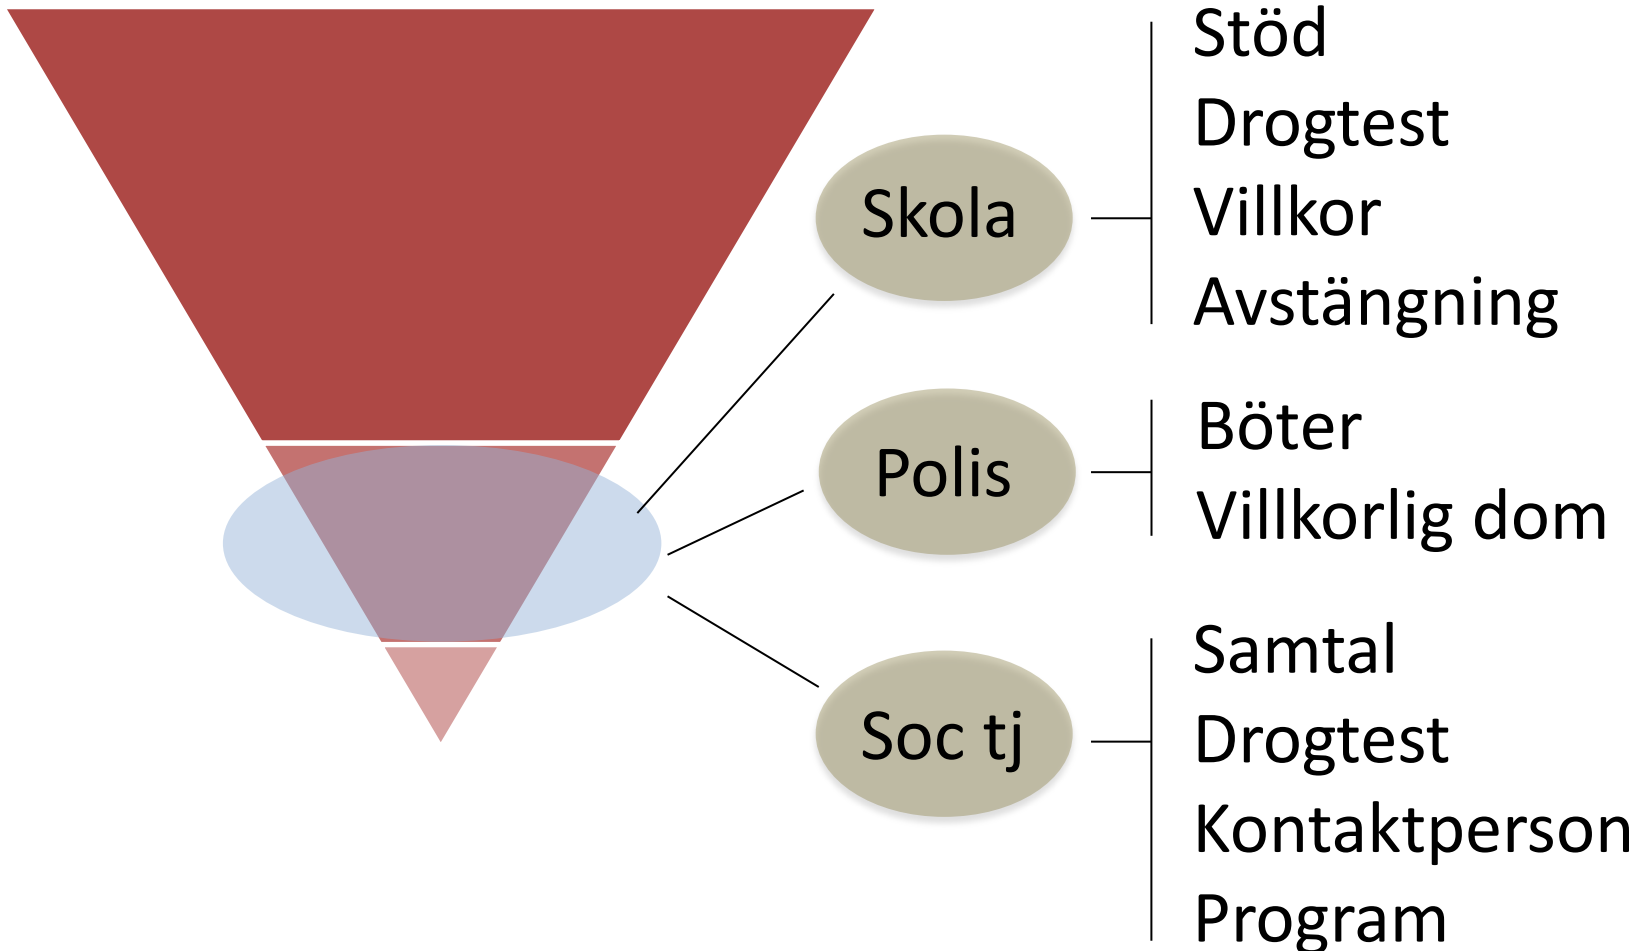 Skola
Stöd
Drogtest
Villkor
Avstängning
Polis
Böter
Villkorlig dom
Soc tj
Samtal
Drogtest
Kontaktperson
Program